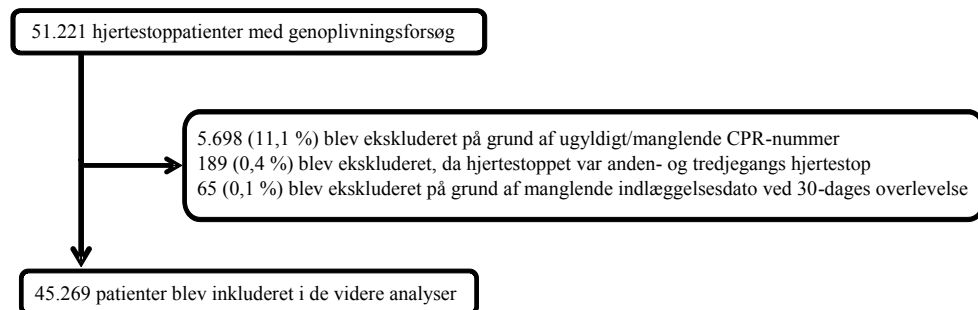 51.221 hjertestoppatienter med genoplivningsforsøg
5.698 (11,1 %) blev ekskluderet på grund af ugyldigt/manglende CPR-nummer
189 (0,4 %) blev ekskluderet, da hjertestoppet var anden- og tredjegangs hjertestop
65 (0,1 %) blev ekskluderet på grund af manglende indlæggelsesdato ved 30-dages overlevelse
45.269 patienter blev inkluderet i de videre analyser